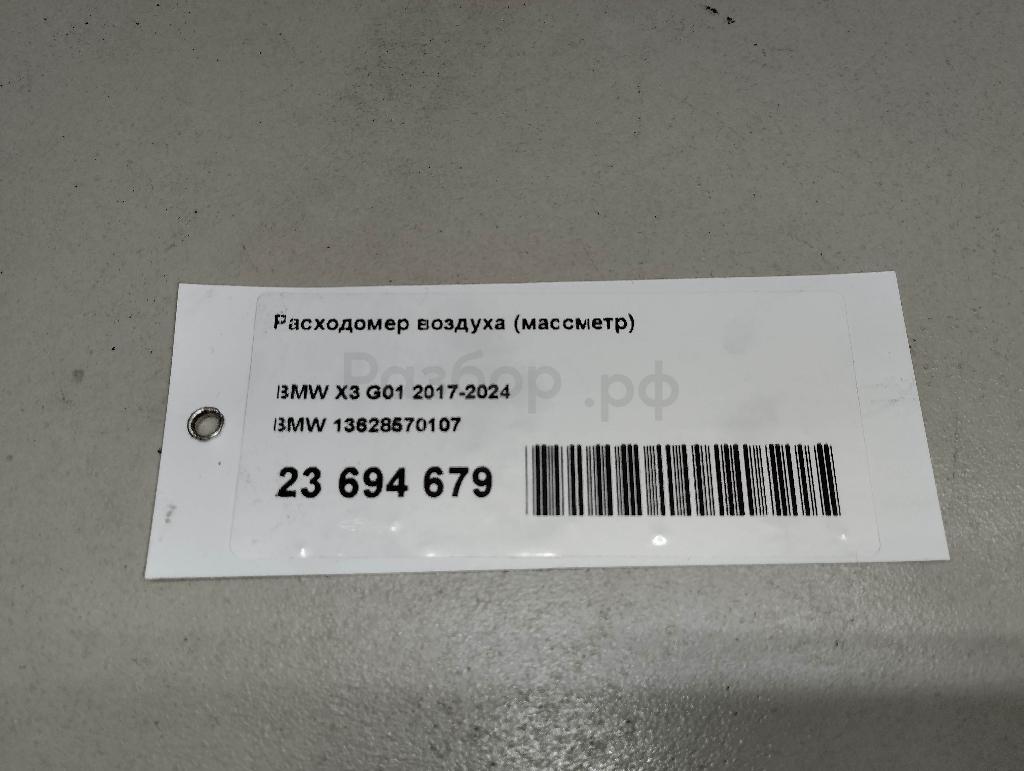 Расходомер воздуха (массметр)
Разбор.рф
BMW X3 G01 2017-2024
BMW 13628570107
23 694 679